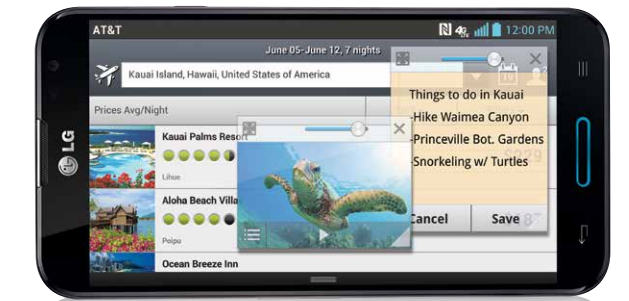 AT&T
4G
LTE
12:00 PM
June 05-June 12, 7 nights
Kauai Island, Hawaii, United States of America
Prices Avg/Night
Things to do in Kauai
-Hike Waimea Canyon
-Princeville Bot. Gardens
-Snorkeling w/ Turtles
Cancel
Save
Kauai Palms Resort
Lihue
Aloha Beach Villa
Poipu
Ocean Breeze Inn
LG